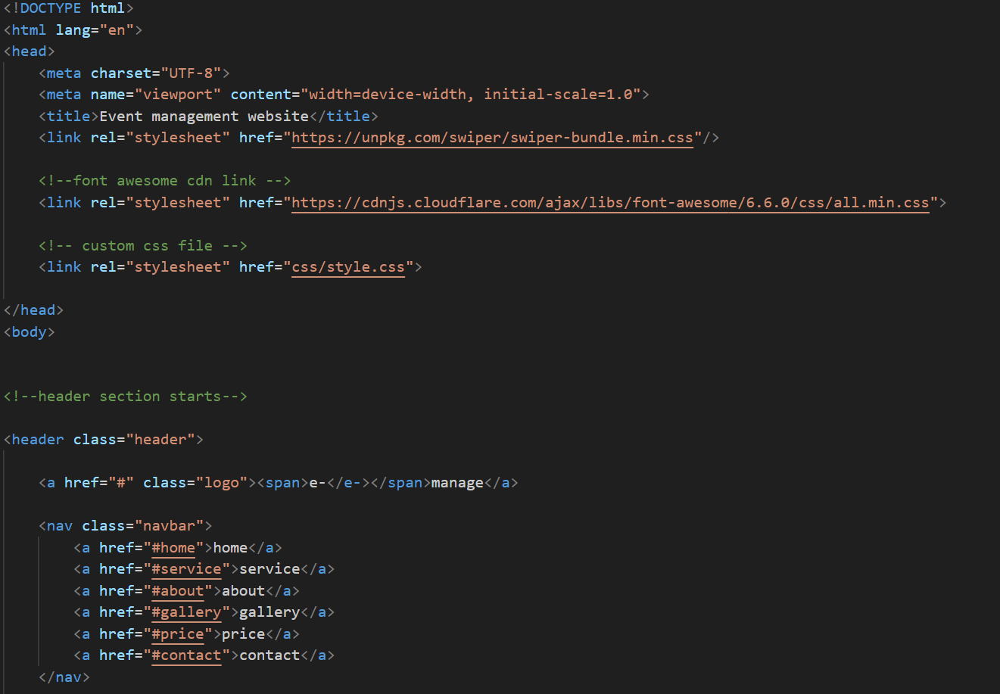 <!DOCTYPE html>
<html lang="en">
<head>
    <meta charset="UTF-8">
    <meta name="viewport" content="width=device-width, initial-scale=1.0">
    <title>Event management website</title>
    <link rel="stylesheet" href="https://unpkg.com/swiper/swiper-bundle.min.css"/>

    <!--font awesome cdn link -->
    <link rel="stylesheet" href="https://cdnjs.cloudflare.com/ajax/libs/font-awesome/6.6.0/css/all.min.css">

    <!-- custom css file -->
    <link rel="stylesheet" href="css/style.css">

</head>
<body>


<!--header section starts-->

<header class="header">

    <a href="#" class="logo"><span>e-</e-></span>manage</a>

    <nav class="navbar">
        <a href="#home">home</a>
        <a href="#service">service</a>
        <a href="#about">about</a>
        <a href="#gallery">gallery</a>
        <a href="#price">price</a>
        <a href="#contact">contact</a>
    </nav>